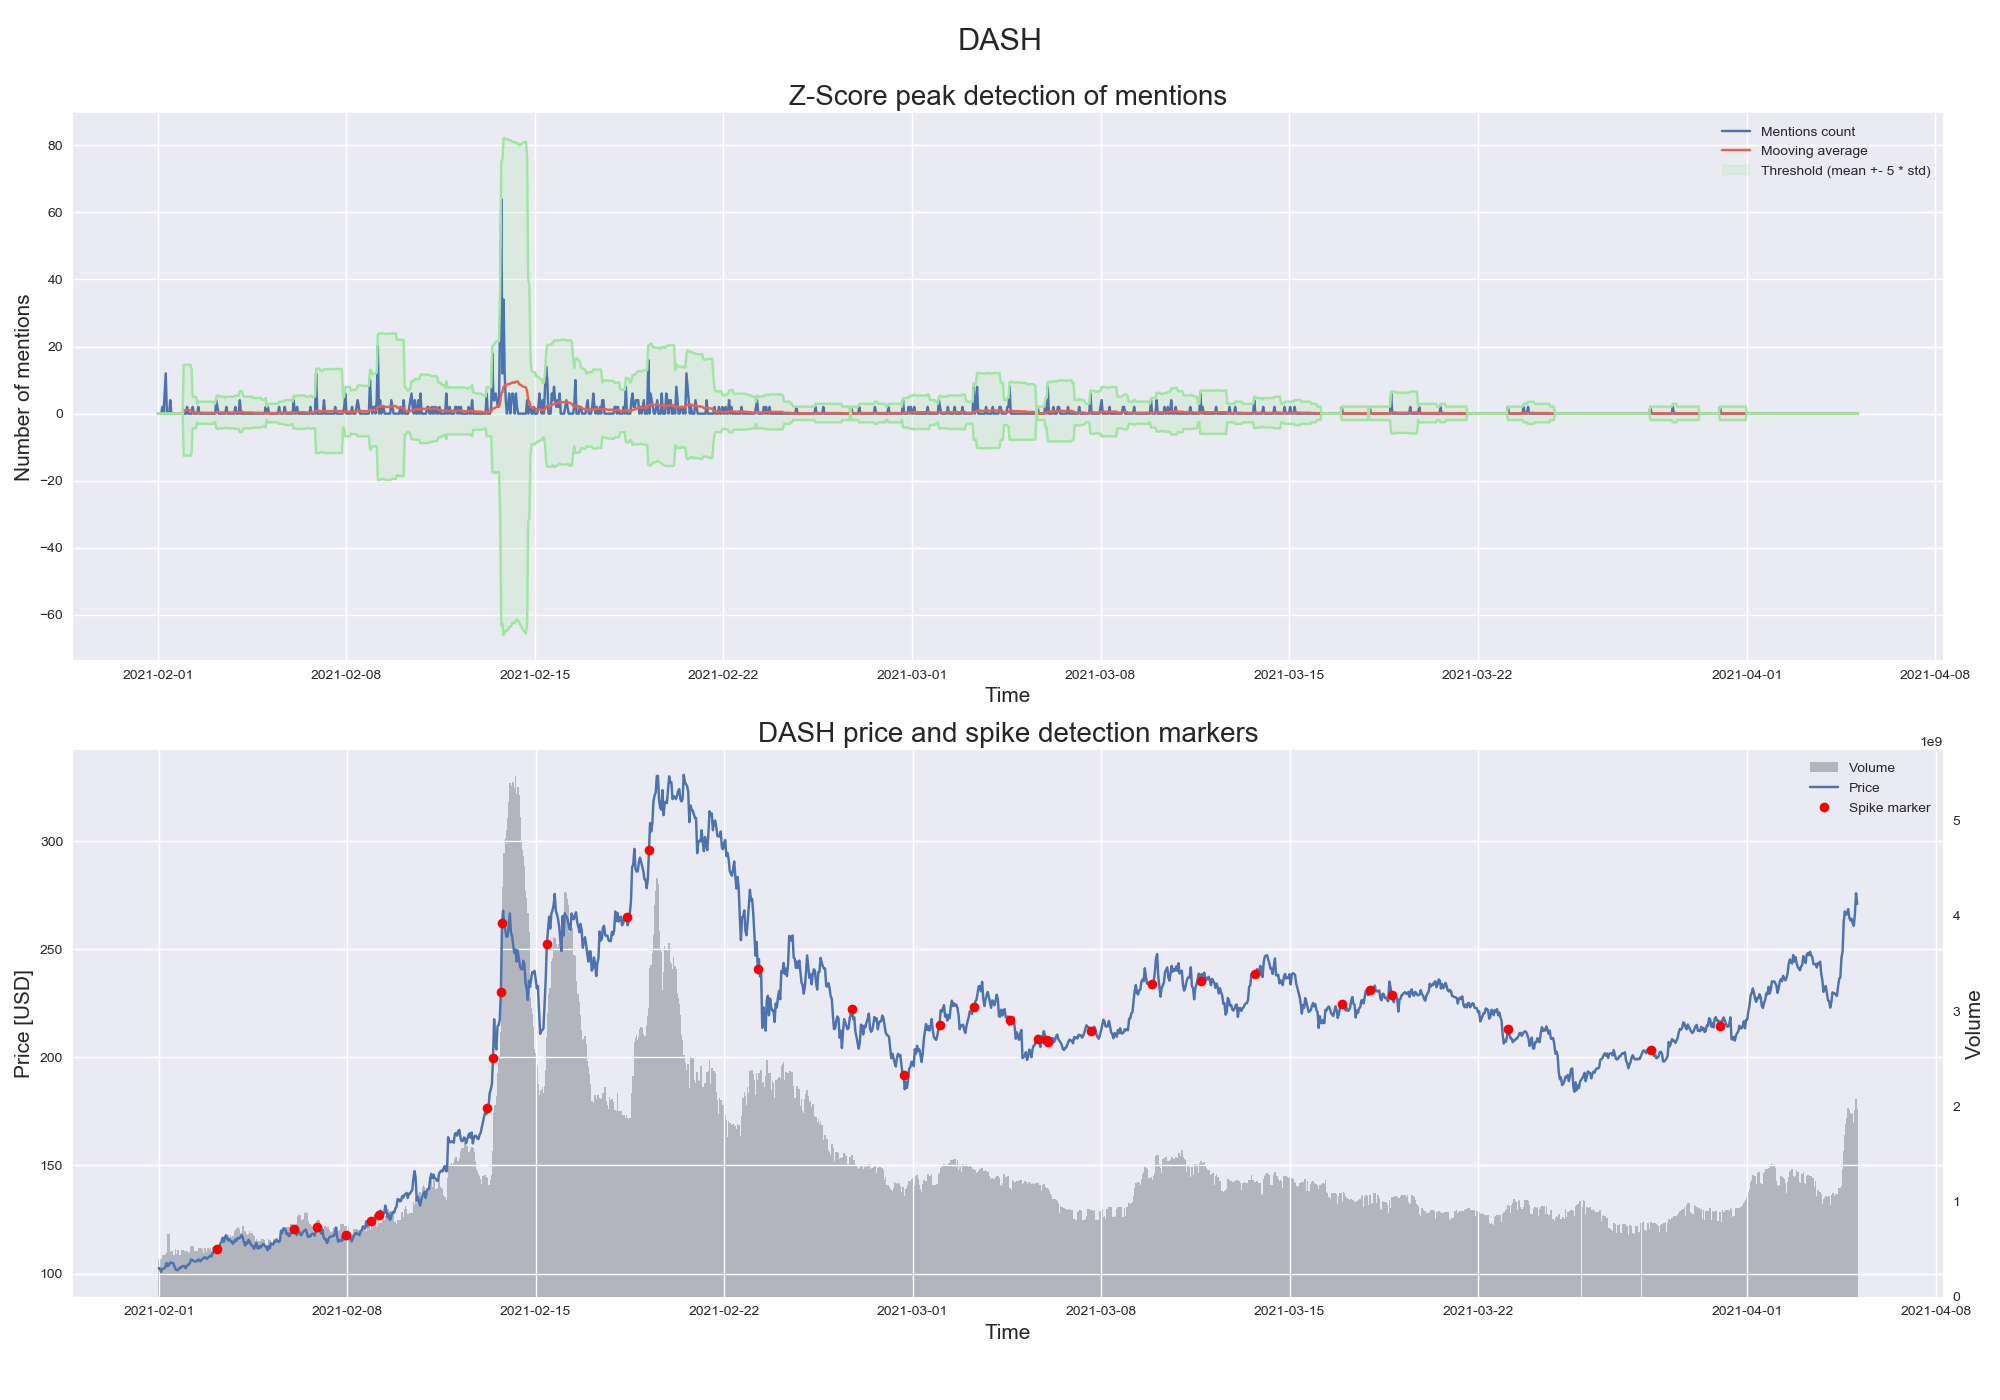 DASH
Z-Score peak detection of mentions
Mentions count
Mooving average
Threshold (mean +- 5 * std)
Number of mentions
80
60
40
20
0
−20
−40
−60
2021-02-01 2021-02-08 2021-02-15 2021-02-22 2021-03-01 2021-03-08 2021-03-15 2021-03-22 2021-04-01 2021-04-08
Time
DASH price and spike detection markers
1e9
Volume
Price
Spike marker
Price [USD]
300
250
200
150
100
5
4
3
2
1
0
Volume
2021-02-01 2021-02-08 2021-02-15 2021-02-22 2021-03-01 2021-03-08 2021-03-15 2021-03-22 2021-04-01 2021-04-08
Time